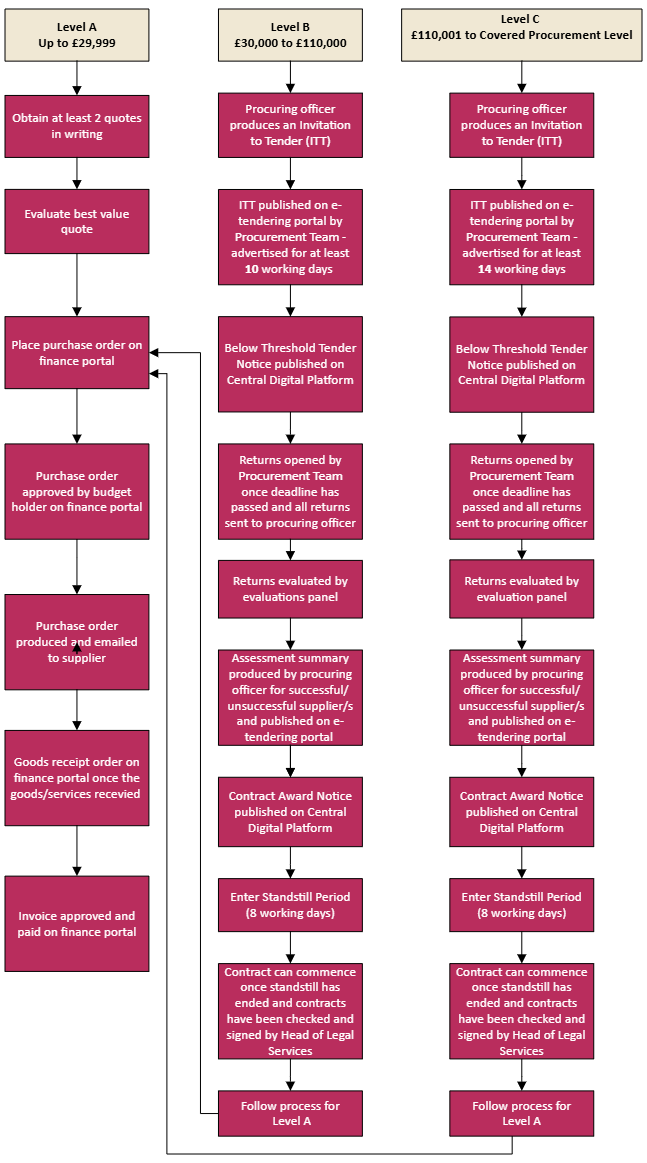 Level A
Up to £29,999
Obtain at least 2 quotes
in writing
Evaluate best value
quote
Place purchase order on
finance portal
Purchase order
approved by budget
holder on finance portal
Purchase order
produced and emailed
to supplier
Goods receipt order on
finance portal once the
goods/services recevied
Invoice approved and
paid on finance portal
Level B
£30,000 to £110,000
Procuring officer
produces an Invitation
to Tender (ITT)
ITT published on e-
tendering portal by
Procurement Team -
advertised for at least
10 working days
Below Threshold Tender
Notice published on
Central Digital Platform
Returns opened by
Procurement Team
once deadline has
passed and all returns
sent to procuring officer
Returns evaluated by
evaluations panel
Assessment summary
produced by procuring
officer for successful/
unsuccessful supplier/s
and published on e-
tendering portal
Contract Award Notice
published on Central
Digital Platform
Enter Standstill Period
(8 working days)
Contract can commence
once standstill has
ended and contracts
have been checked and
signed by Head of Legal
Services
Follow process for
Level A
Level C
£110,001 to Covered Procurement Level
Procuring officer
produces an Invitation
to Tender (ITT)
ITT published on e-
tendering portal by
Procurement Team -
advertised for at least
14 working days
Below Threshold Tender
Notice published on
Central Digital Platform
Returns opened by
Procurement Team
once deadline has
passed and all returns
sent to procuring officer
Returns evaluated by
evaluation panel
Assessment summary
produced by procuring
officer for successful/
unsuccessful supplier/s
and published on e-
tendering portal
Contract Award Notice
published on Central
Digital Platform
Enter Standstill Period
(8 working days)
Contract can commence
once standstill has
ended and contracts
have been checked and
signed by Head of Legal
Services
Follow process for
Level A